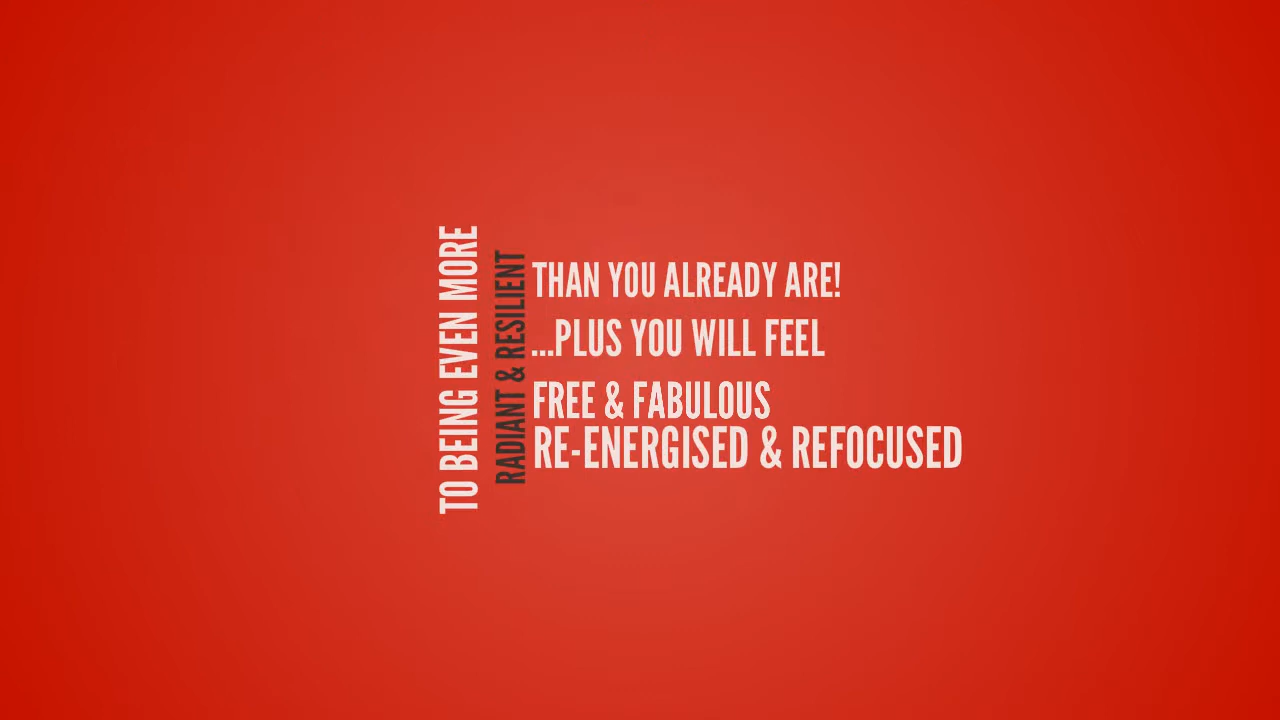 TO BEING EVEN MORE
RADIANT & RESILIENT
THAN YOU ALREADY ARE!
...PLUS YOU WILL FEEL
FREE & FABULOUS
RE-ENERGISED & REFOCUSED